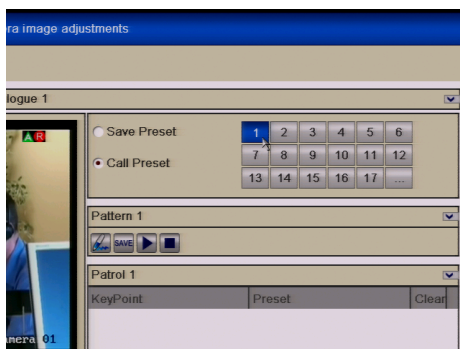 ra image adjustments
logue 1
A R
Save Preset
1 2 3 4 5 6
Call Preset
7 8 9 10 11 12
13 14 15 16 17 ...
Pattern 1
SAVE
Patrol 1
KeyPoint Preset Clear
mera 01